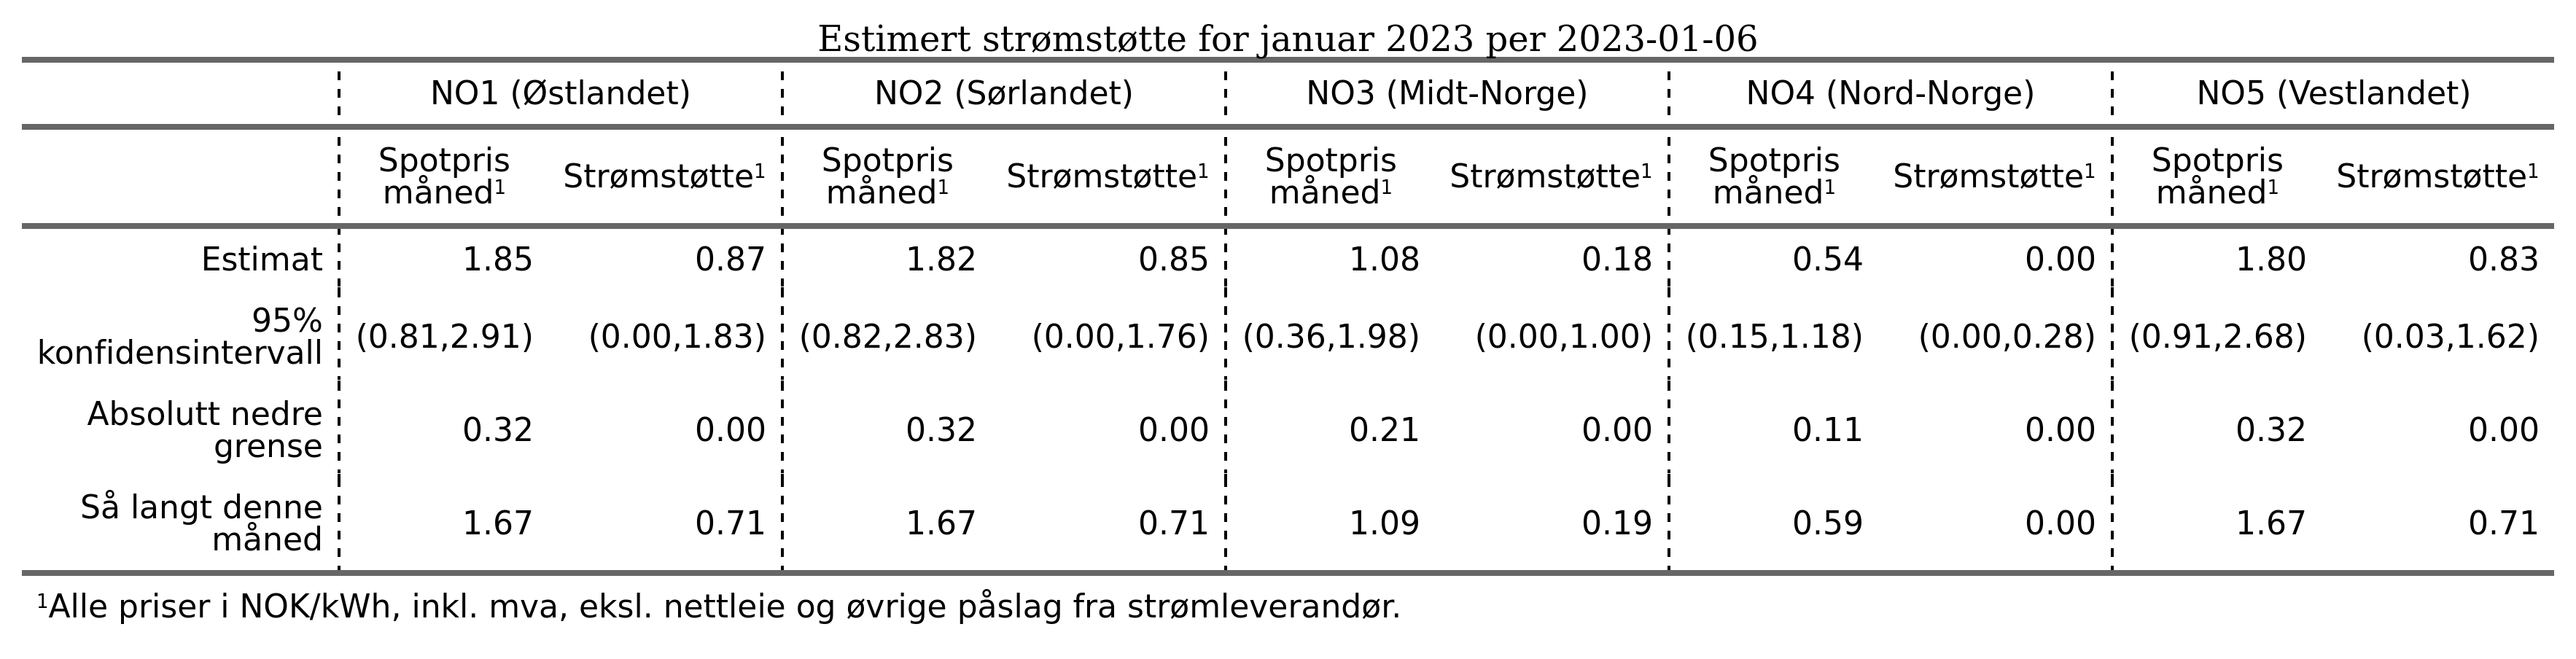 Estimert strømstøtte for januar 2023 per 2023-01-06
NO1 (Østlandet) NO2 (Sørlandet) NO3 (Midt-Norge) NO4 (Nord-Norge) NO5 (Vestlandet)
Spotpris måned¹ Strømstøtte¹ Spotpris måned¹ Strømstøtte¹ Spotpris måned¹ Strømstøtte¹ Spotpris måned¹ Strømstøtte¹ Spotpris måned¹ Strømstøtte¹
Estimat 1.85 0.87 1.82 0.85 1.08 0.18 0.54 0.00 1.80 0.83
95% konfidensintervall (0.81,2.91) (0.00,1.83) (0.82,2.83) (0.00,1.76) (0.36,1.98) (0.00,1.00) (0.15,1.18) (0.00,0.28) (0.91,2.68) (0.03,1.62)
Absolutt nedre grense 0.32 0.00 0.32 0.00 0.21 0.00 0.11 0.00 0.32 0.00
Så langt denne måned 1.67 0.71 1.67 0.71 1.09 0.19 0.59 0.00 1.67 0.71
¹Alle priser i NOK/kWh, inkl. mva, eksl. nettleie og øvrige påslag fra strømleverandør.